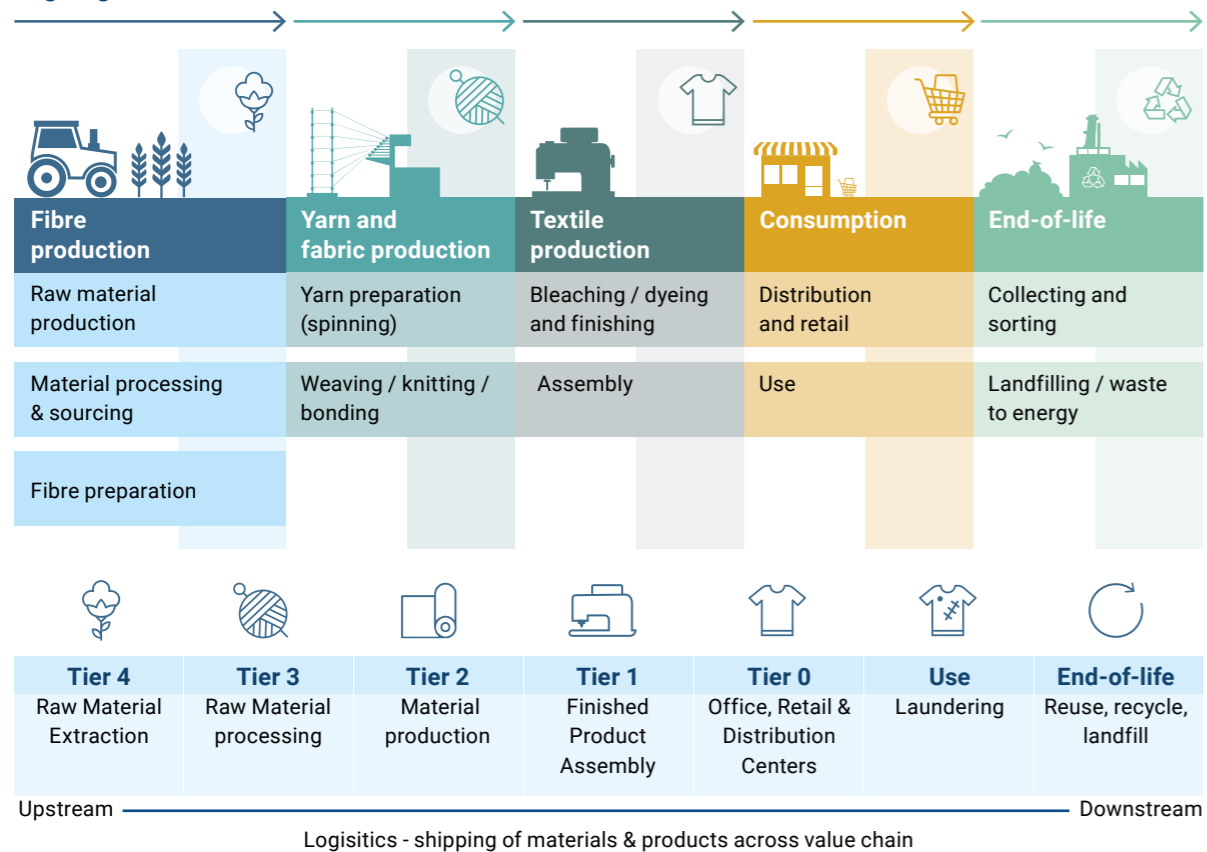 Fibre
production
Yarn and
fabric production
Textile
production
Consumption
End-of-life
Raw material
production
Yarn preparation
(spinning)
Bleaching / dyeing
and finishing
Distribution
and retail
Collecting and
sorting
Material processing
& sourcing
Weaving / knitting /
bonding
Assembly
Use
Landfilling / waste
to energy
Fibre preparation
Tier 4
Raw Material
Extraction
Tier 3
Raw Material
processing
Tier 2
Material
production
Tier 1
Finished
Product
Assembly
Tier 0
Office, Retail &
Distribution
Centers
Use
Laundering
End-of-life
Reuse, recycle,
landfill
Upstream
Downstream
Logisitics - shipping of materials & products across value chain